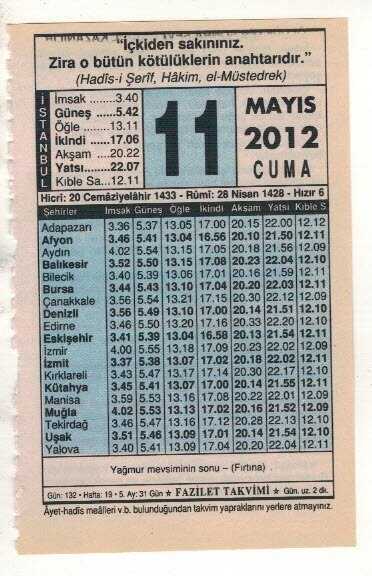 "İçkiden sakınınız.
Zira o bütün kötülüklerin anahtarıdır."
(Hadîs-i Şerîf, Hâkim, el-Müstedrek)
İSTANBUL
İmsak ........3.40
Güneş ......5.42
Öğle ........13.11
İkindi ......17.06
Akşam ....20.22
Yatsı.......22.07
Kıble Sa...12.11
11
MAYIS
2012
CUMA
Hicrî: 20 Cemâziyelâhir 1433 - Rûmî: 28 Nisan 1428 - Hızır 6
Şehirler İmsak Güneş Öğle İkindi Akşam Yatsı Kıble S
Adapazarı 3.36 5.37 13.05 17.00 20.15 22.00 12.12
Afyon 3.46 5.41 13.04 16.56 20.10 21.50 12.11
Aydın 4.02 5.54 13.15 17.05 20.18 21.56 12.09
Balıkesir 3.52 5.50 13.15 17.08 20.23 22.04 12.10
Bilecik 3.40 5.39 13.06 17.01 20.16 21.59 12.11
Bursa 3.44 5.43 13.10 17.04 20.20 22.03 12.11
Çanakkale 3.56 5.54 13.21 17.15 20.30 22.12 12.09
Denizli 3.56 5.49 13.10 17.00 20.14 21.51 12.10
Edirne 3.46 5.50 13.20 17.16 20.33 22.20 12.10
Eskişehir 3.41 5.39 13.04 16.58 20.13 21.54 12.11
İzmir 4.00 5.55 13.18 17.09 20.23 22.02 12.09
İzmit 3.37 5.38 13.07 17.02 20.18 22.02 12.11
Kırklareli 3.43 5.47 13.17 17.14 20.30 22.17 12.10
Kütahya 3.45 5.41 13.07 17.00 20.14 21.55 12.11
Manisa 3.59 5.53 13.16 17.08 20.22 22.01 12.09
Muğla 4.02 5.53 13.13 17.02 20.16 21.52 12.09
Tekirdağ 3.46 5.47 13.16 17.12 20.28 22.13 12.10
Uşak 3.51 5.46 13.09 17.01 20.14 21.54 12.10
Yalova 3.40 5.41 13.10 17.05 20.20 22.04 12.11
Yağmur mevsiminin sonu – (Fırtına)
Gün: 132 • Hafta: 19 • 5. Ay: 31 Gün ★ FAZİLET TAKVİMİ ★ Gün. uz. 2 dk.
Âyet-hadîs meâlleri v.b. bulunduğundan takvim yapraklarını yerlere atmayınız.